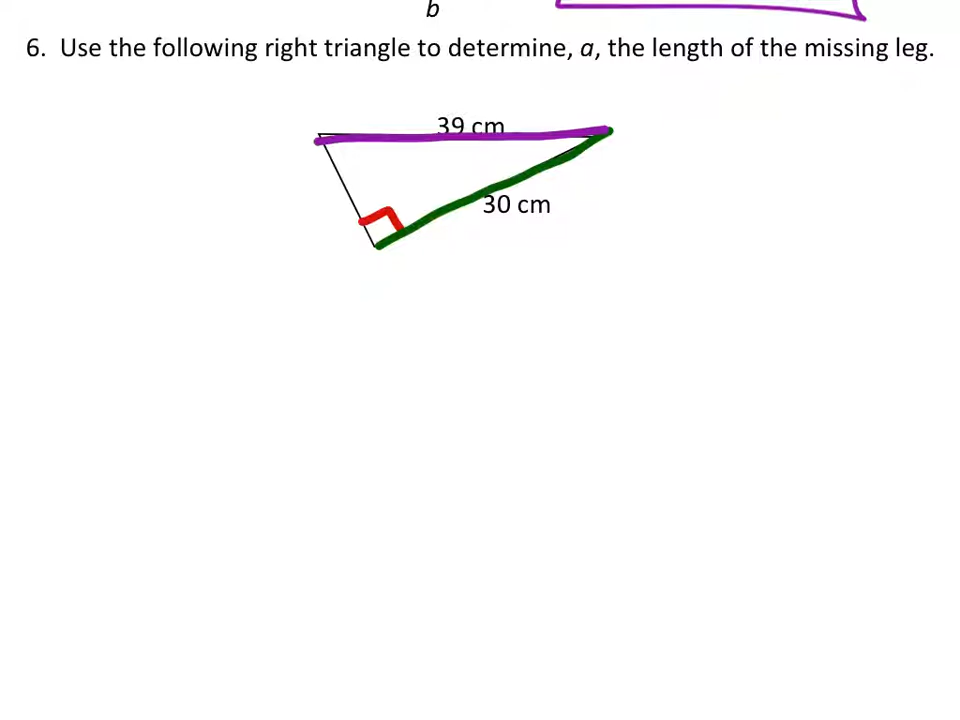 b
6. Use the following right triangle to determine, a, the length of the missing leg.
39 cm
30 cm